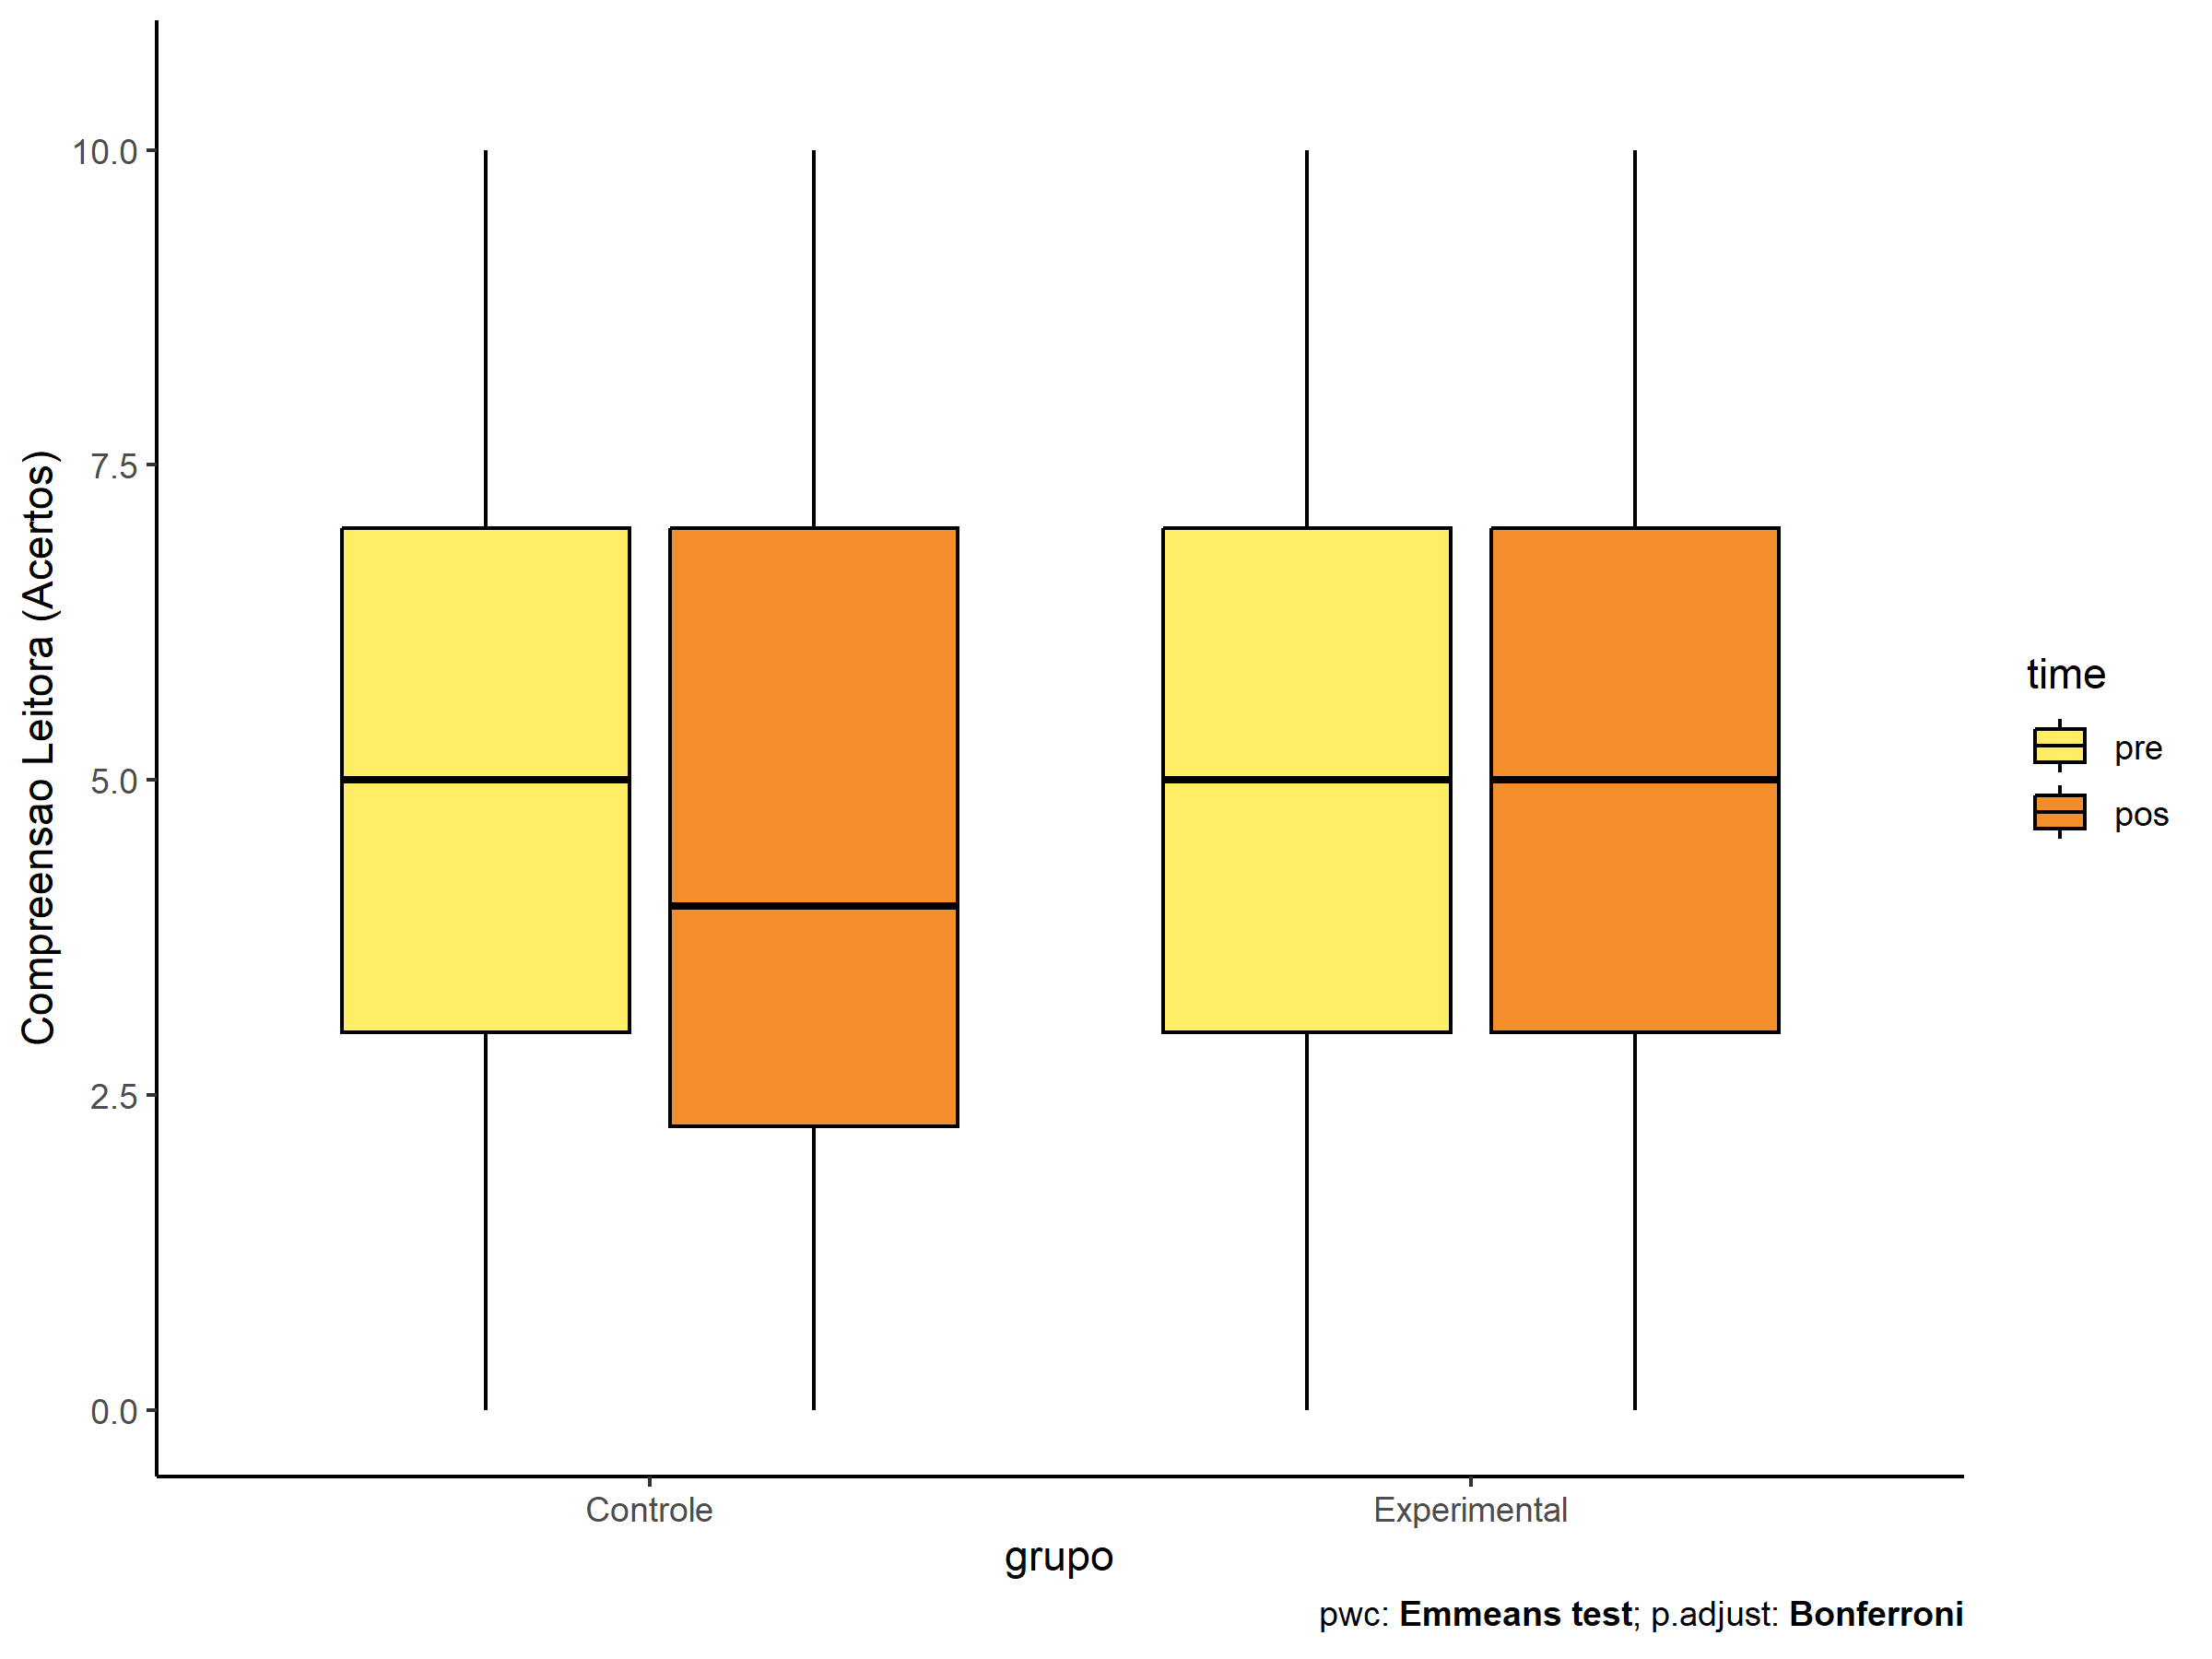 Compreensao Leitora (Acertos)
10.0
7.5
5.0
2.5
0.0
Controle
Experimental
grupo
time
pre
pos
pwc: Emmeans test; p.adjust: Bonferroni